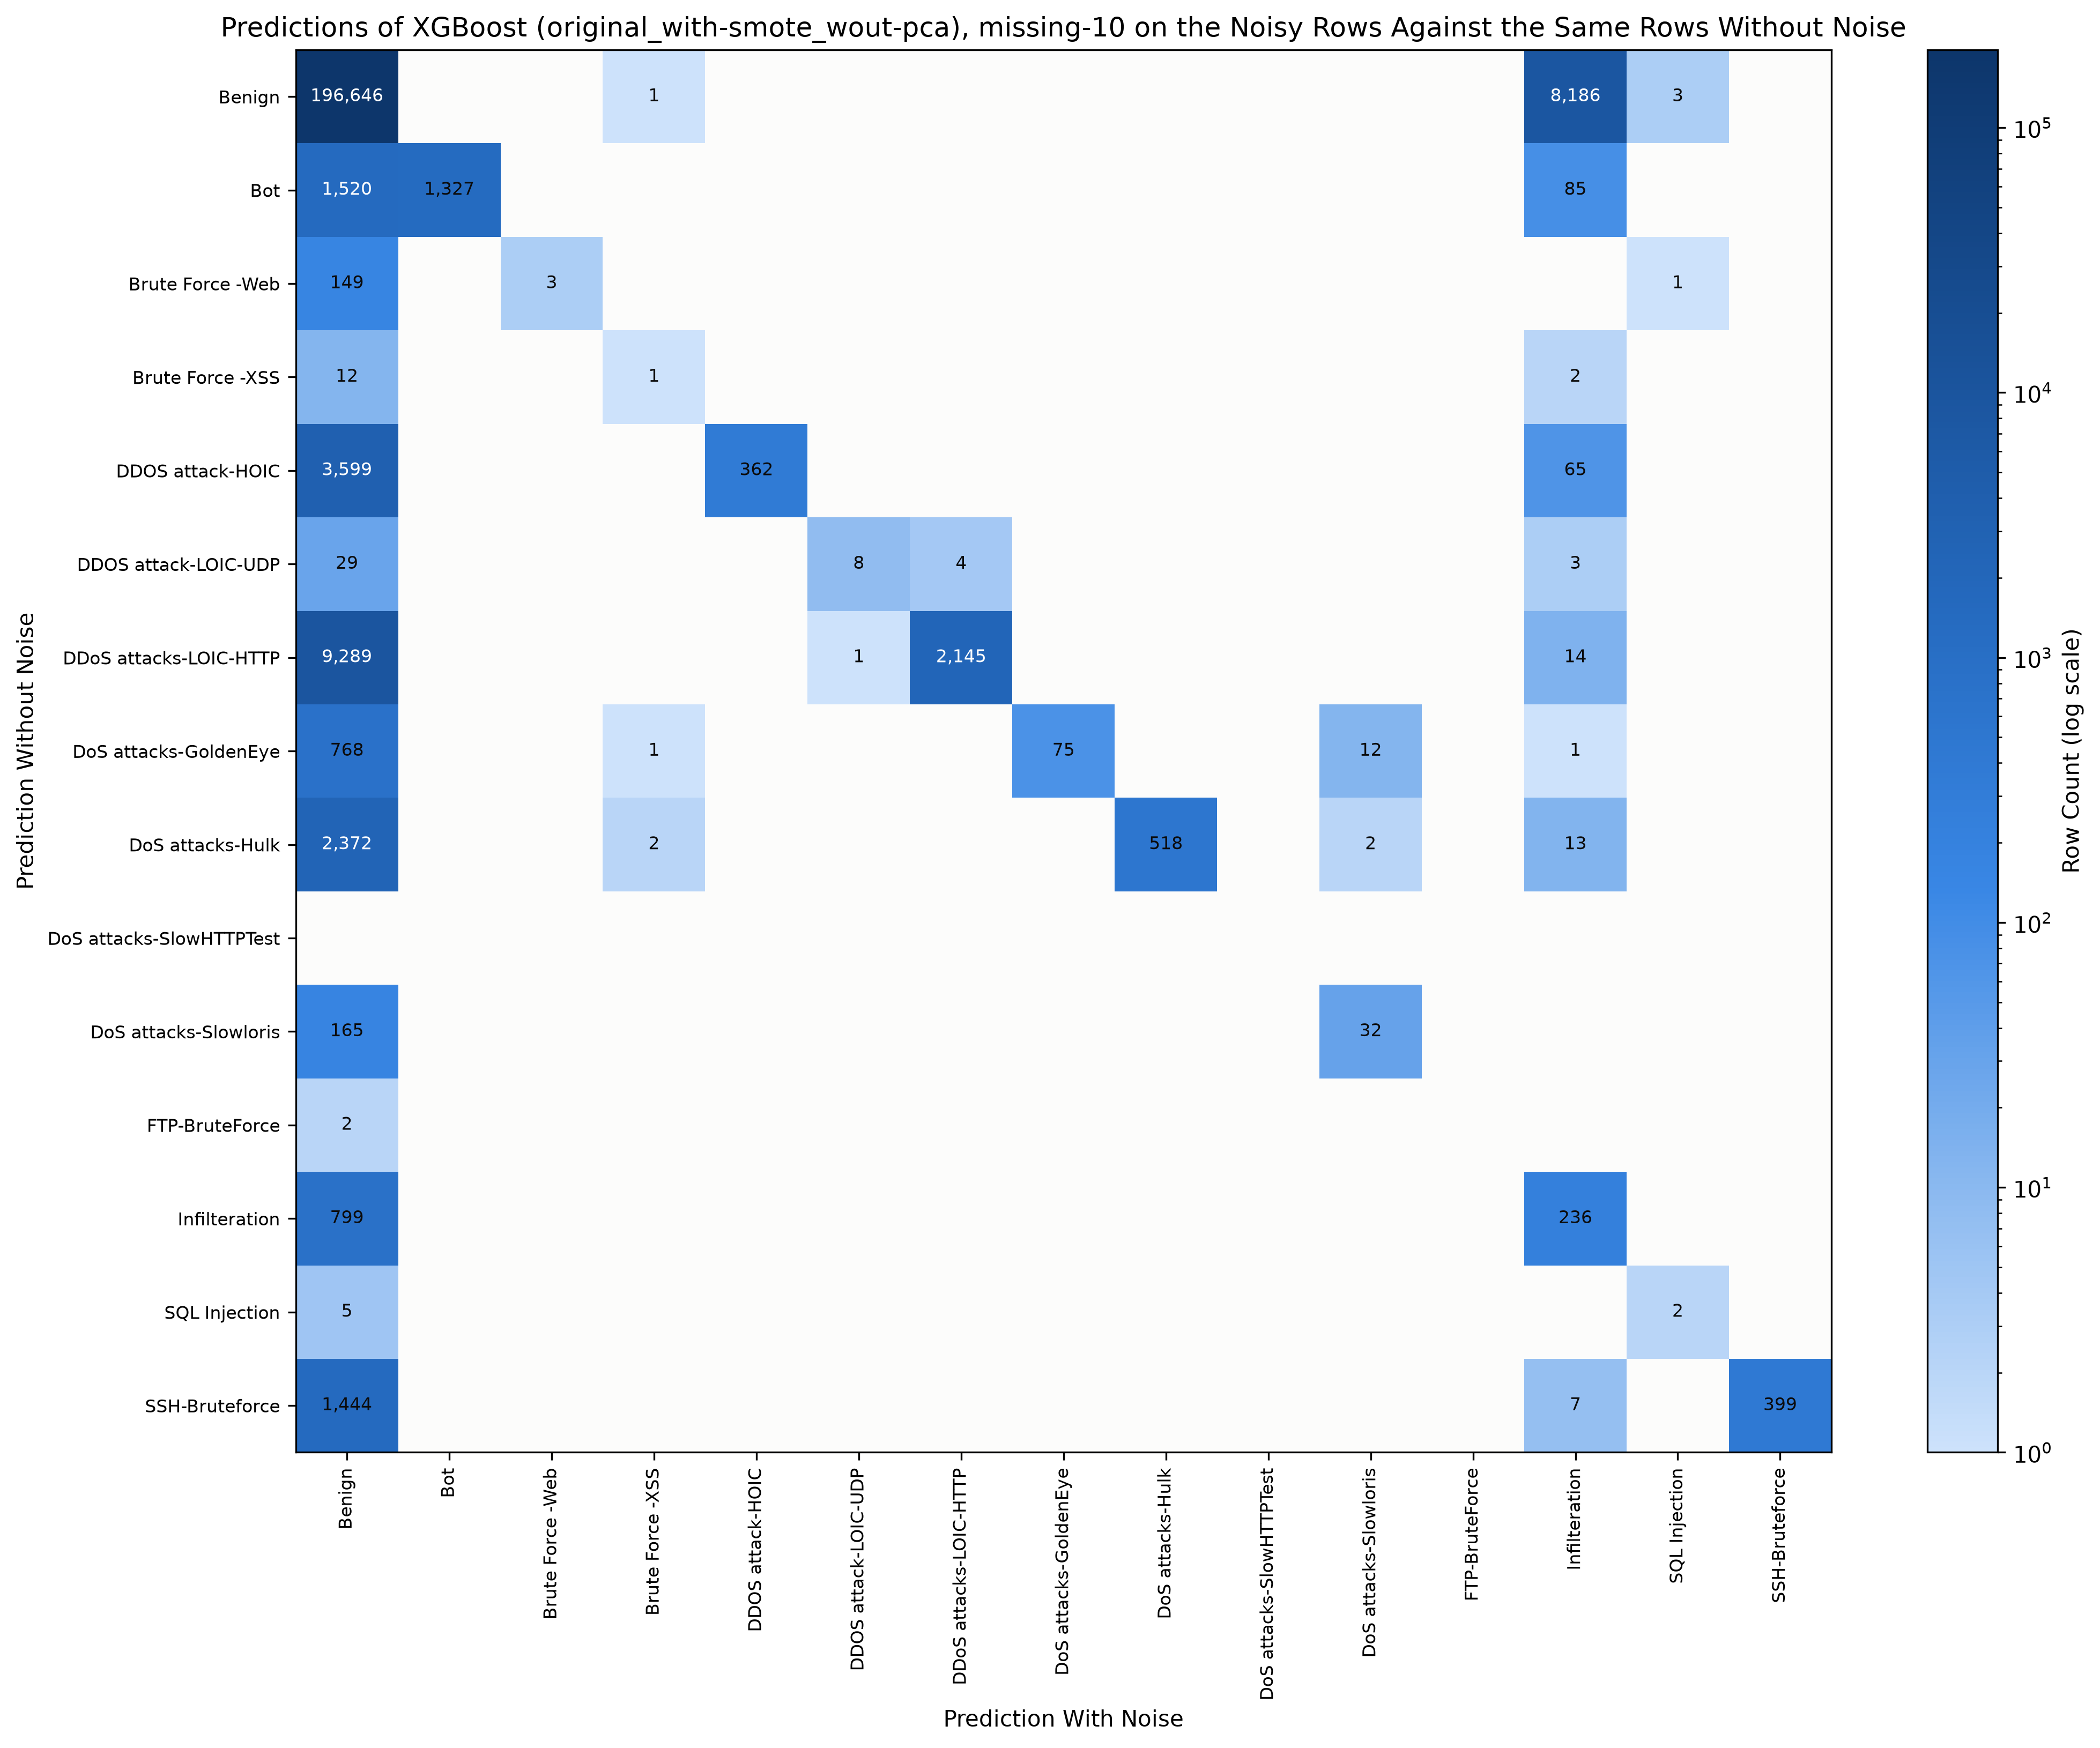 Predictions of XGBoost (original_with-smote_wout-pca), missing-10 on the Noisy Rows Against the Same Rows Without Noise
Prediction Without Noise
Benign 196,646 1 8,186 3
Bot 1,520 1,327 85
Brute Force -Web 149 3 1
Brute Force -XSS 12 1 2
DDOS attack-HOIC 3,599 362 65
DDOS attack-LOIC-UDP 29 8 4 3
DDoS attacks-LOIC-HTTP 9,289 1 2,145 14
DoS attacks-GoldenEye 768 1 75 12 1
DoS attacks-Hulk 2,372 2 518 2 13
DoS attacks-SlowHTTPTest
DoS attacks-Slowloris 165 32
FTP-BruteForce 2
Infilteration 799 236
SQL Injection 5 2
SSH-Bruteforce 1,444 7 399
Benign
Bot
Brute Force -Web
Brute Force -XSS
DDOS attack-HOIC
DDOS attack-LOIC-UDP
DDoS attacks-LOIC-HTTP
DoS attacks-GoldenEye
DoS attacks-Hulk
DoS attacks-SlowHTTPTest
DoS attacks-Slowloris
FTP-BruteForce
Infilteration
SQL Injection
SSH-Bruteforce
Prediction With Noise
10⁵
10⁴
10³
10²
10¹
10⁰
Row Count (log scale)